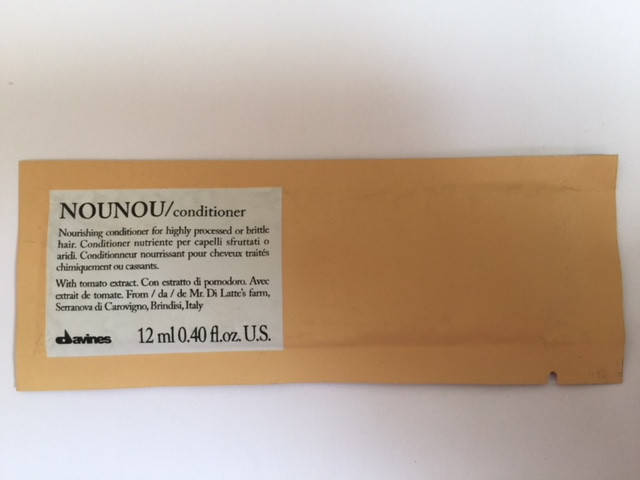 NOUNOU/conditioner
Nourishing conditioner for highly processed or brittle
hair. Conditioner nutriente per capelli sfruttati o
aridi. Conditionneur nourrissant pour cheveux traités
chimiquement ou cassants.
With tomato extract. Con estratto di pomodoro. Avec
extrait de tomate. From / da / de Mr. Di Latte's farm,
Serranova di Carovigno, Brindisi, Italy
davines 12 ml 0.40 fl.oz. U.S.